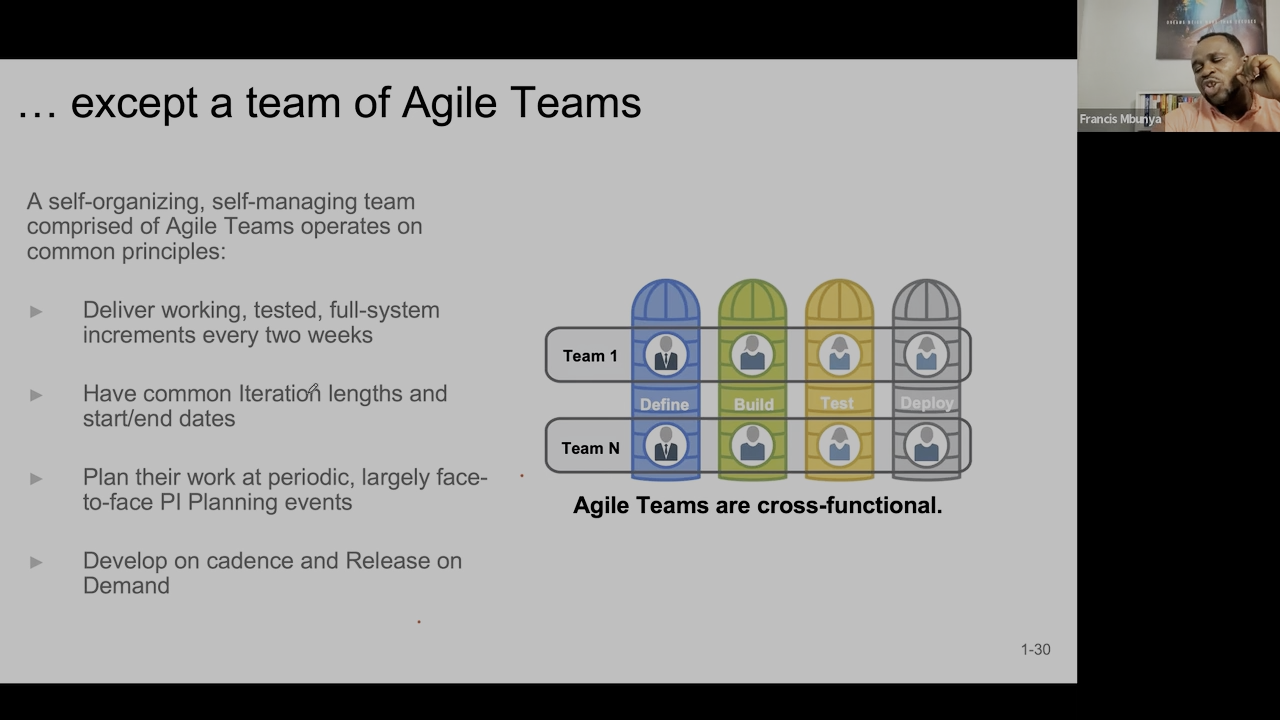 … except a team of Agile Teams
A self-organizing, self-managing team
comprised of Agile Teams operates on
common principles:
► Deliver working, tested, full-system
increments every two weeks
► Have common Iteration lengths and
start/end dates
► Plan their work at periodic, largely face-
to-face PI Planning events
► Develop on cadence and Release on
Demand
Team 1
Define Build Test Deploy
Team N
Agile Teams are cross-functional.
1-30
Francis Mbunya